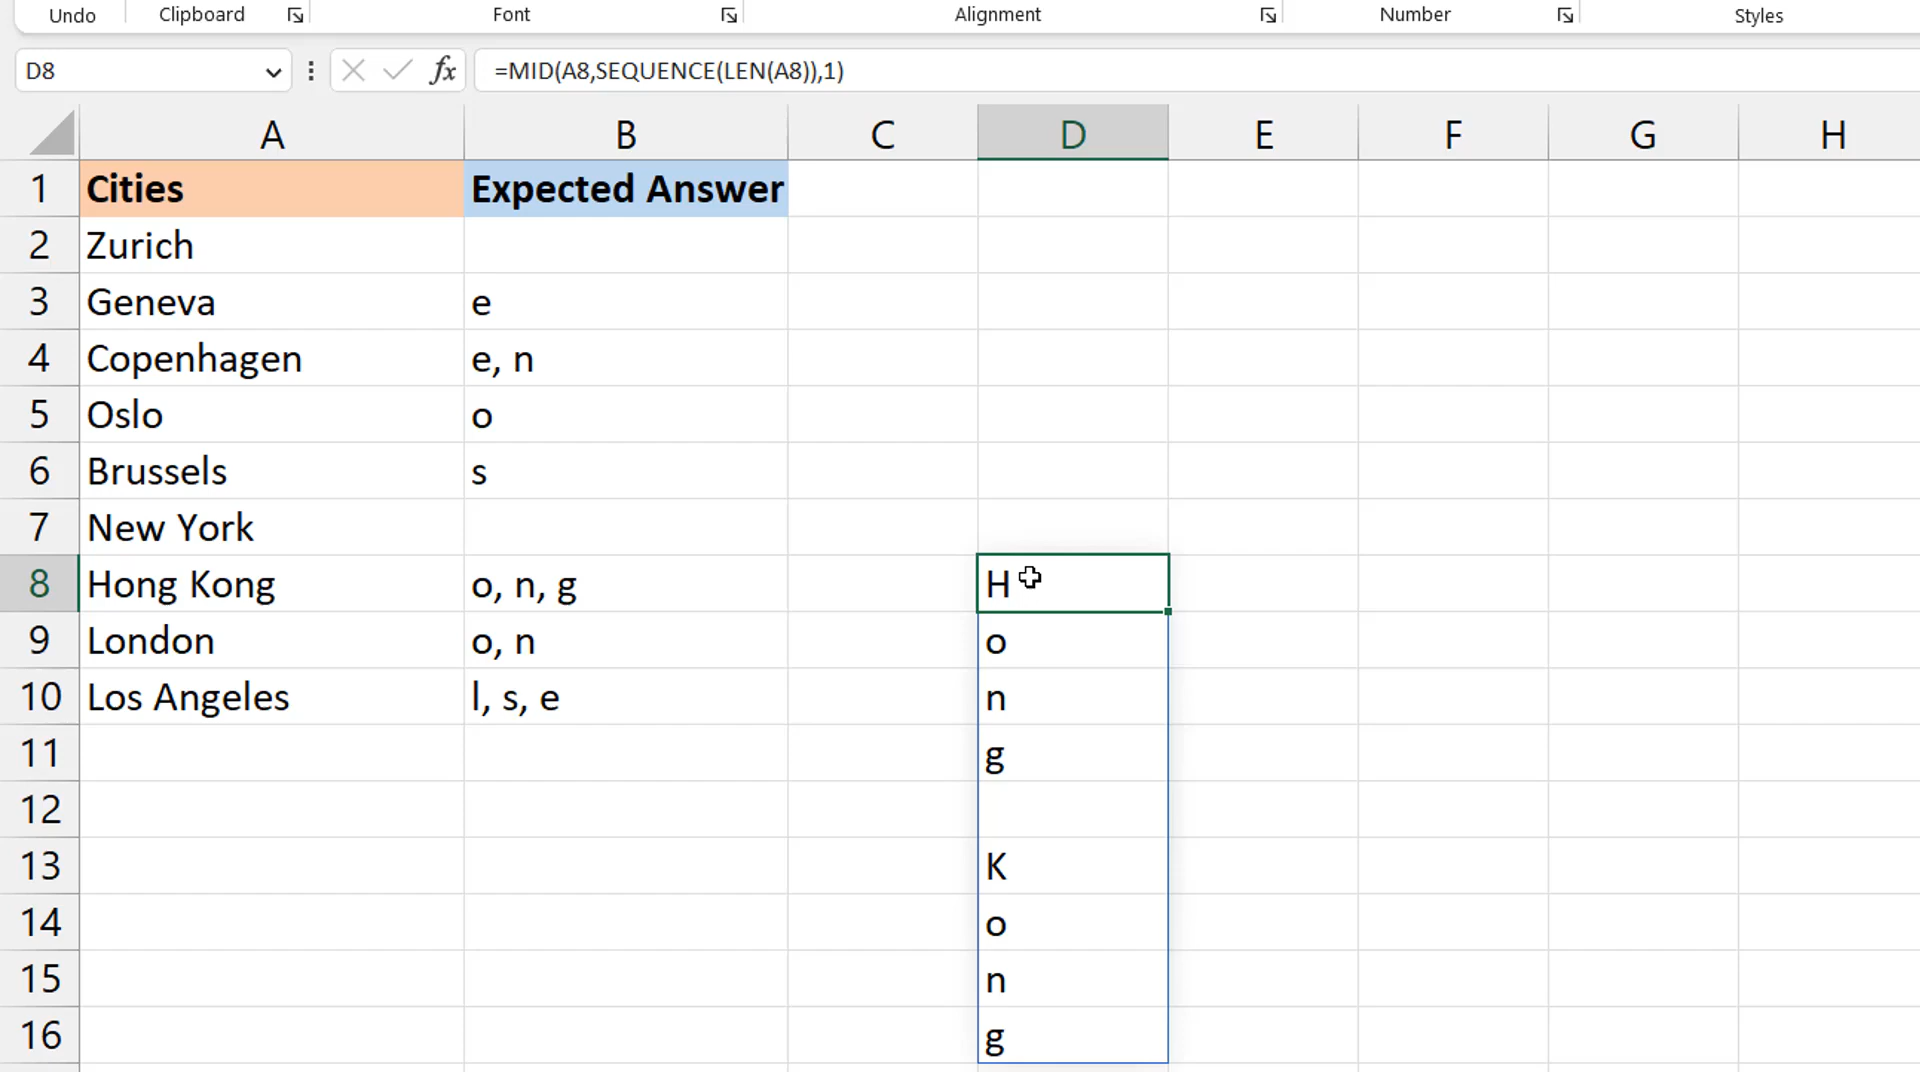 Undo Clipboard Font Alignment Number Styles
D8 fx =MID(A8,SEQUENCE(LEN(A8)),1)
A B C D E F G H
1 Cities Expected Answer
2 Zurich
3 Geneva e
4 Copenhagen e, n
5 Oslo o
6 Brussels s
7 New York
8 Hong Kong o, n, g H
9 London o, n o
10 Los Angeles l, s, e n
11 g
12
13 K
14 o
15 n
16 g